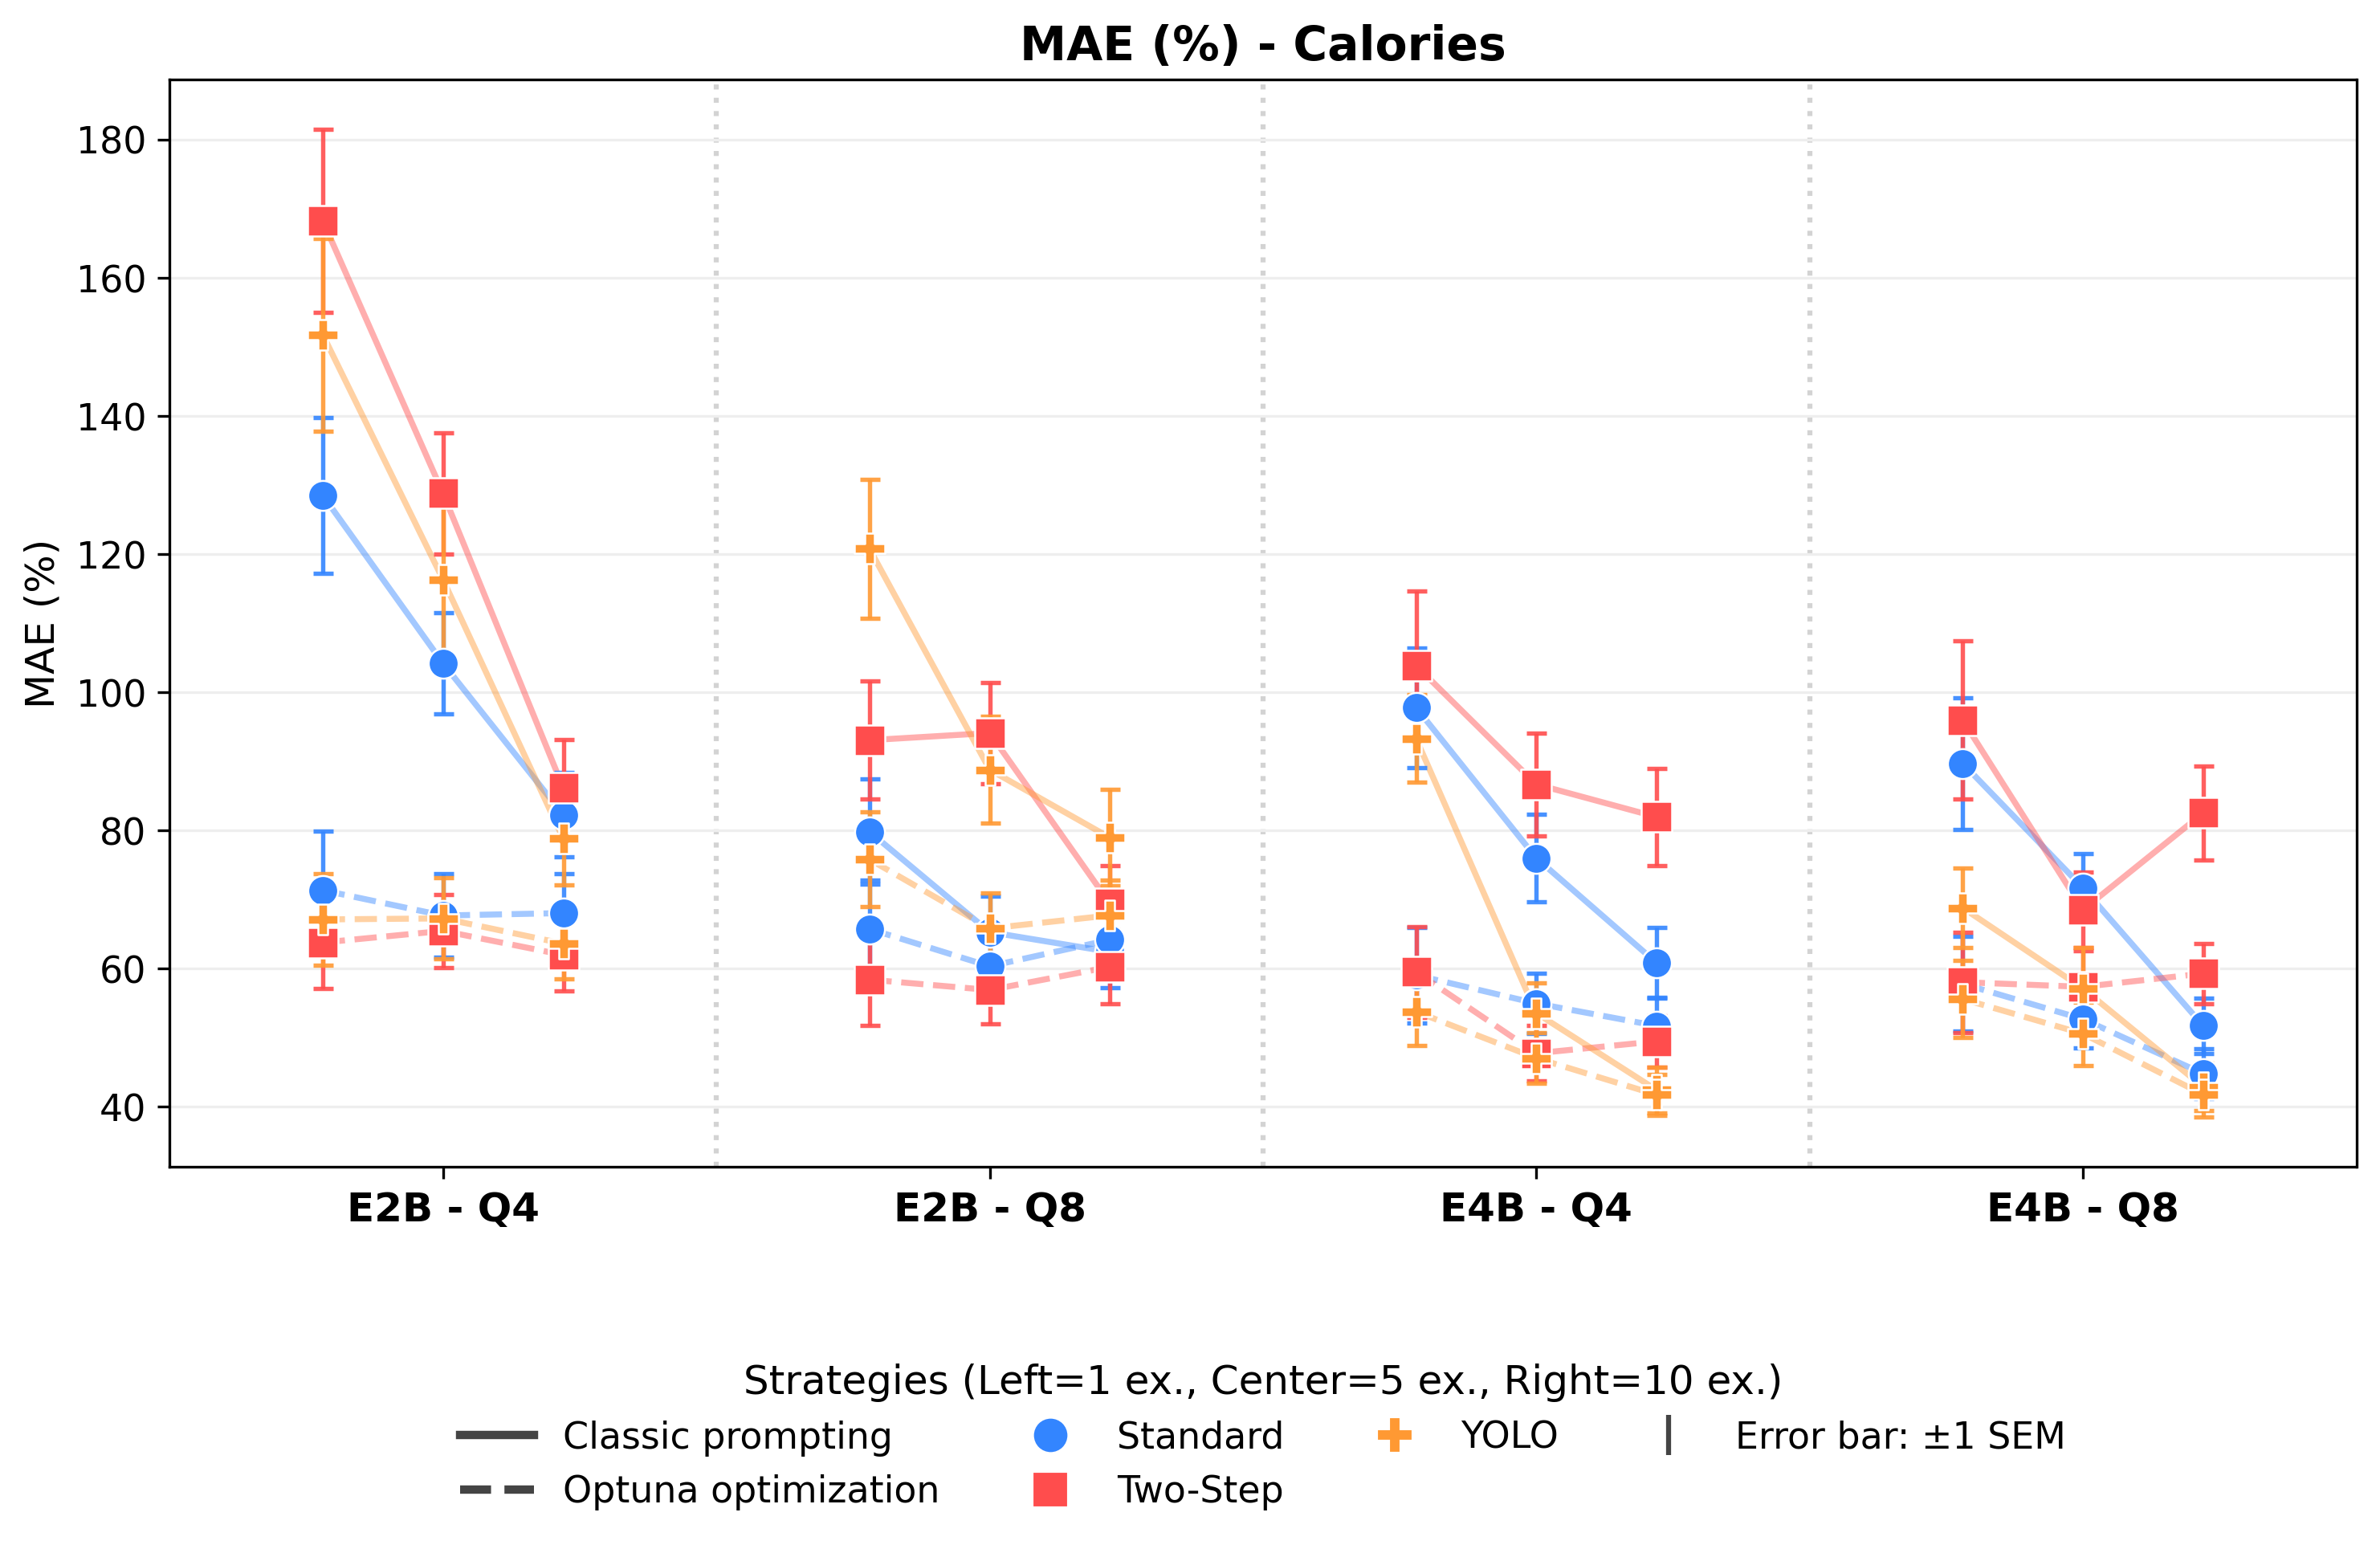 MAE (%) - Calories
MAE (%)
180
160
140
120
100
80
60
40
E2B - Q4
E2B - Q8
E4B - Q4
E4B - Q8
Strategies (Left=1 ex., Center=5 ex., Right=10 ex.)
Classic prompting
Optuna optimization
Standard
Two-Step
YOLO
Error bar: ±1 SEM